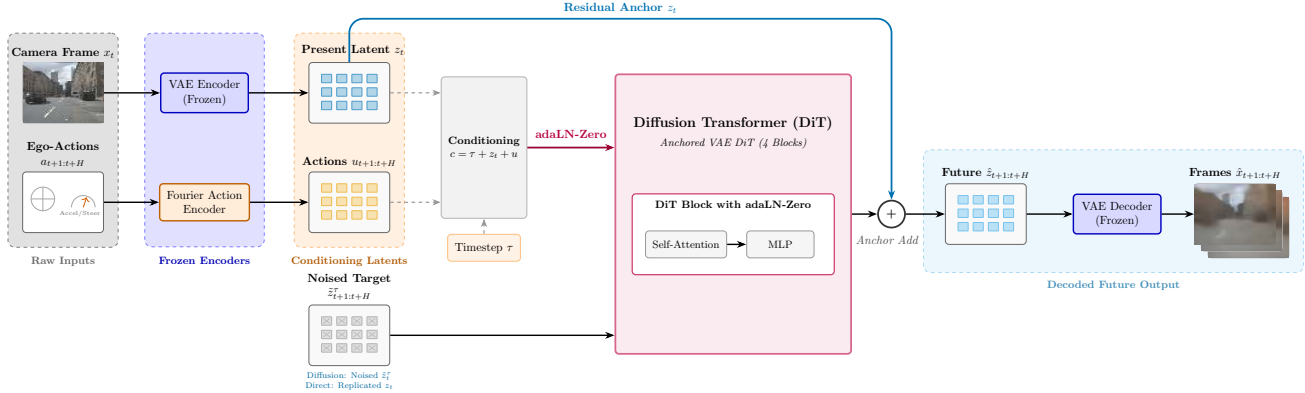 Residual Anchor z_t
Camera Frame x_t
VAE Encoder
(Frozen)
Present Latent z_t
Ego-Actions
a_{t+1:t+H}
Accel/Steer
Fourier Action
Encoder
Actions u_{t+1:t+H}
Raw Inputs
Frozen Encoders
Conditioning Latents
Conditioning
c = τ + z_t + u
Timestep τ
adaLN-Zero
Noised Target
z̃^τ_{t+1:t+H}
Diffusion: Noised z̃^τ_t
Direct: Replicated z_t
Diffusion Transformer (DiT)
Anchored VAE DiT (4 Blocks)
DiT Block with adaLN-Zero
Self-Attention
MLP
+
Anchor Add
Future ẑ_{t+1:t+H}
VAE Decoder
(Frozen)
Frames x̂_{t+1:t+H}
Decoded Future Output